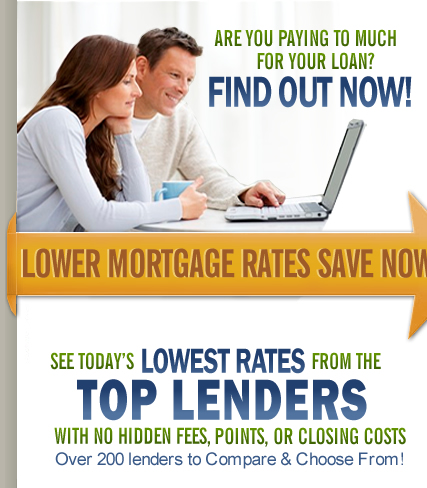 ARE YOU PAYING TO MUCH
FOR YOUR LOAN?
FIND OUT NOW!
LOWER MORTGAGE RATES SAVE NOW
SEE TODAY'S LOWEST RATES FROM THE
TOP LENDERS
WITH NO HIDDEN FEES, POINTS, OR CLOSING COSTS
Over 200 lenders to Compare & Choose From!